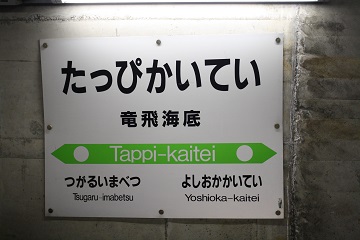 たっぴかいてい
竜飛海底
Tappi-kaitei
つがるいまべつ よしおかかいてい
Tsugaru-imabetsu Yoshioka-kaitei